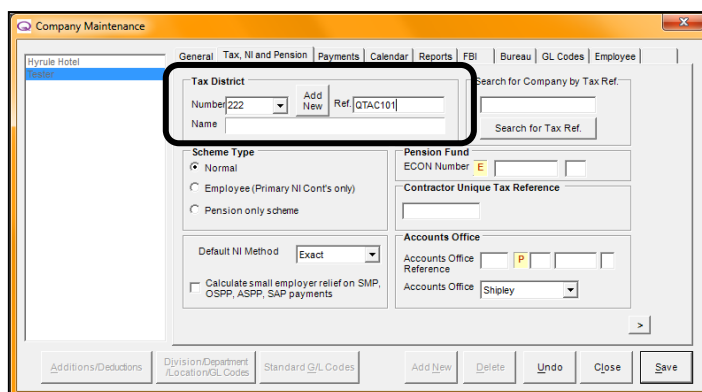 Company Maintenance
Hyrule Hotel
Tester
General Tax, NI and Pension Payments Calendar Reports FBI Bureau GL Codes Employee
Tax District
Number 222 Add New Ref. QTAC101
Name
Search for Company by Tax Ref.
Search for Tax Ref.
Scheme Type
Normal
Employee (Primary NI Cont's only)
Pension only scheme
Pension Fund
ECON Number E
Contractor Unique Tax Reference
Default NI Method Exact
Calculate small employer relief on SMP,
OSPP, ASPP, SAP payments
Accounts Office
Accounts Office
Reference P
Accounts Office Shipley
>
Additions/Deductions
Division/Department
/Location/GL Codes
Standard G/L Codes
Add New
Delete
Undo
Close
Save